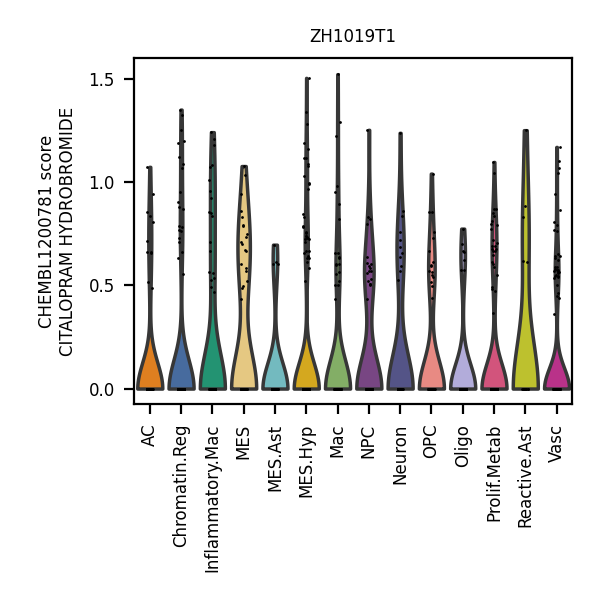 ZH1019T1
CHEMBL1200781 score
CITALOPRAM HYDROBROMIDE
1.5
1.0
0.5
0.0
AC
Chromatin.Reg
Inflammatory.Mac
MES
MES.Ast
MES.Hyp
Mac
NPC
Neuron
OPC
Oligo
Prolif.Metab
Reactive.Ast
Vasc